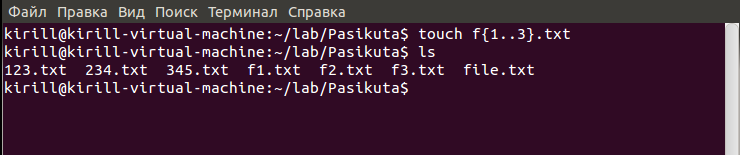 Файл Правка Вид Поиск Терминал Справка
kirill@kirill-virtual-machine:~/lab/Pasikuta$ touch f{1..3}.txt
kirill@kirill-virtual-machine:~/lab/Pasikuta$ ls
123.txt  234.txt  345.txt  f1.txt  f2.txt  f3.txt  file.txt
kirill@kirill-virtual-machine:~/lab/Pasikuta$